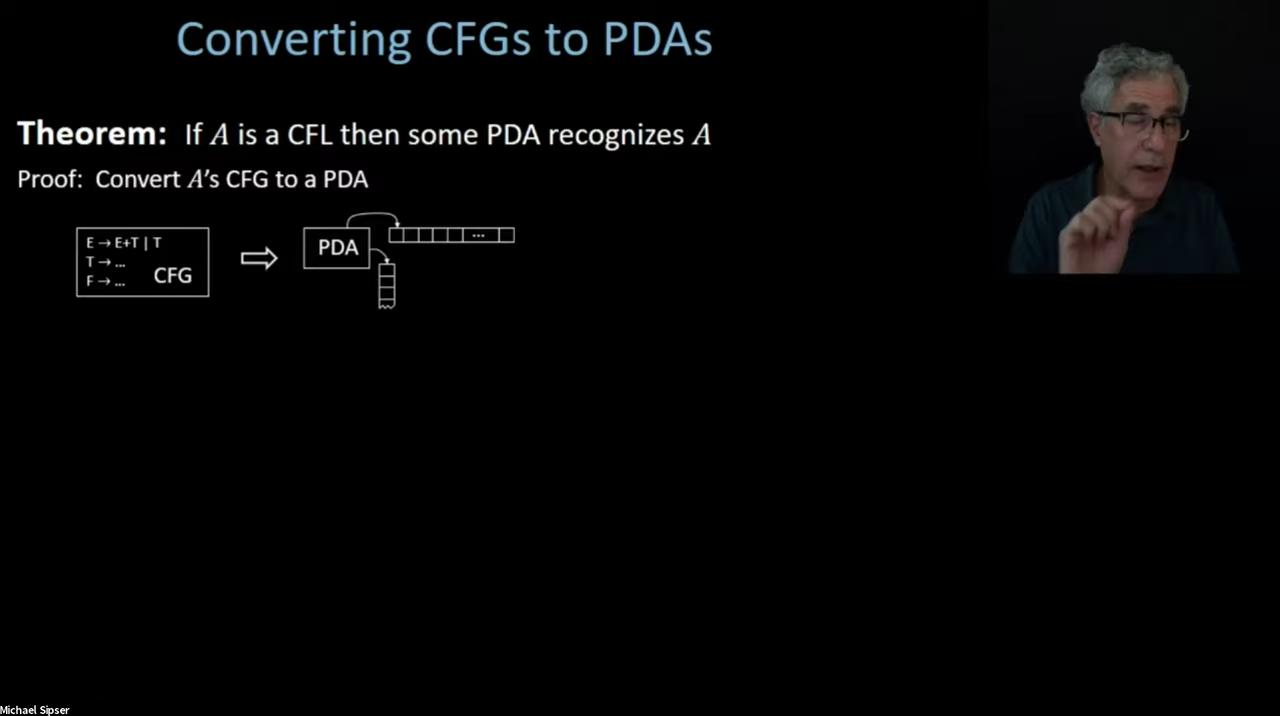 Converting CFGs to PDAs
Theorem: If A is a CFL then some PDA recognizes A
Proof: Convert A's CFG to a PDA
E → E+T | T
T → ...
F → ...
CFG
PDA
...
Michael Sipser